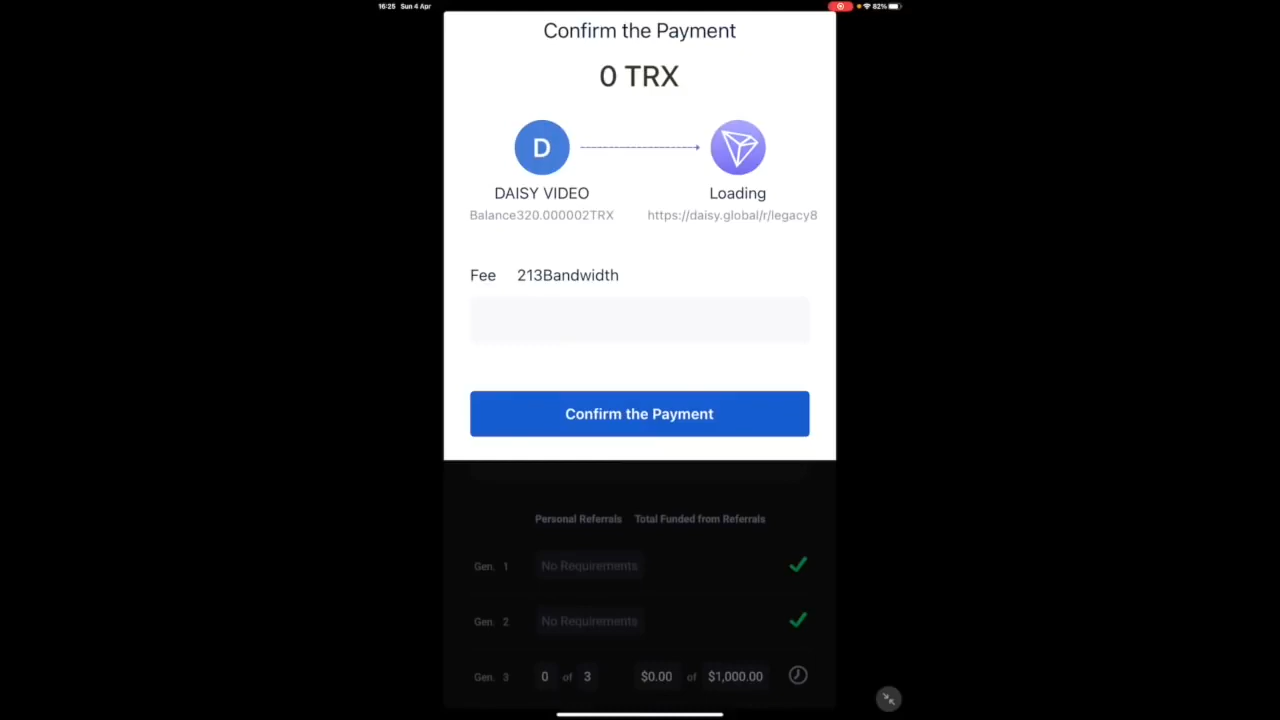 16:25 Sun 4 Apr
82%
Confirm the Payment
0 TRX
D
DAISY VIDEO
Loading
Balance320.000002TRX
https://daisy.global/r/legacy8
Fee 213Bandwidth
Confirm the Payment
Personal Referrals Total Funded from Referrals
Gen. 1 No Requirements
Gen. 2 No Requirements
Gen. 3 0 of 3 $0.00 of $1,000.00